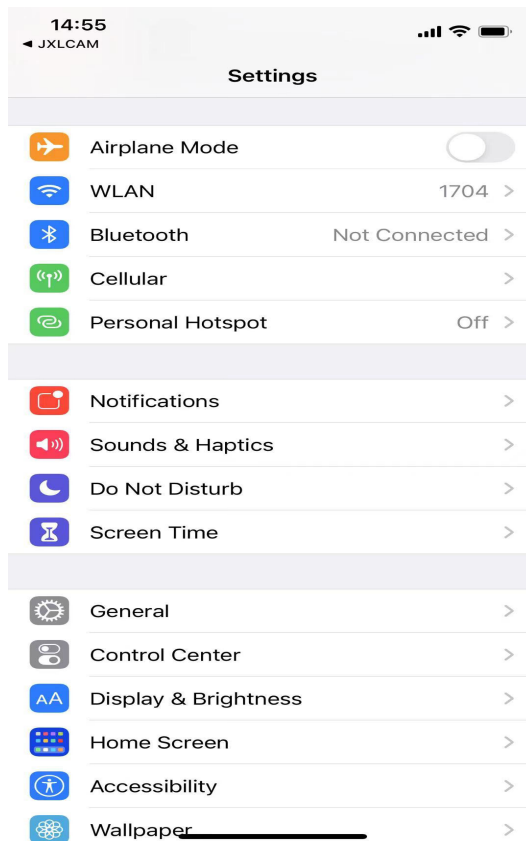 14:55
◀ JXLCAM
Settings
Airplane Mode
WLAN 1704 >
Bluetooth Not Connected >
Cellular >
Personal Hotspot Off >
Notifications >
Sounds & Haptics >
Do Not Disturb >
Screen Time >
General >
Control Center >
AA Display & Brightness >
Home Screen >
Accessibility >
Wallpaper >